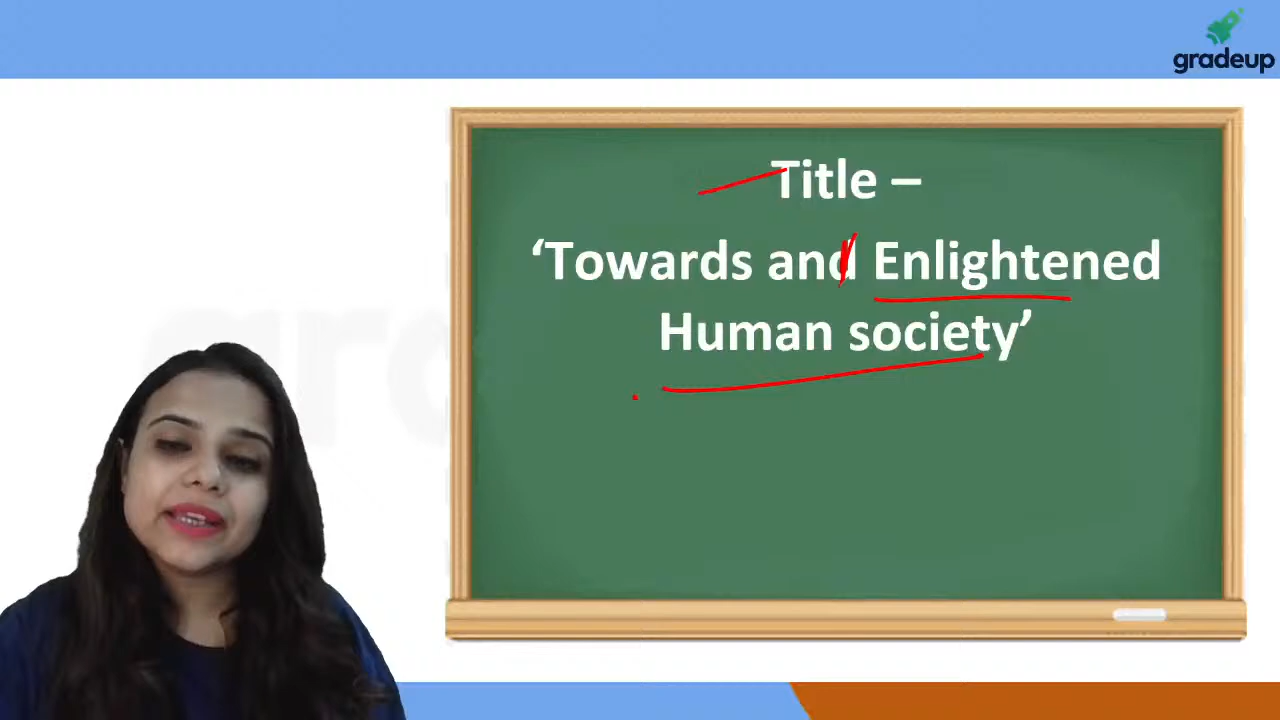 gradeup
Title –
‘Towards and Enlightened
Human society’